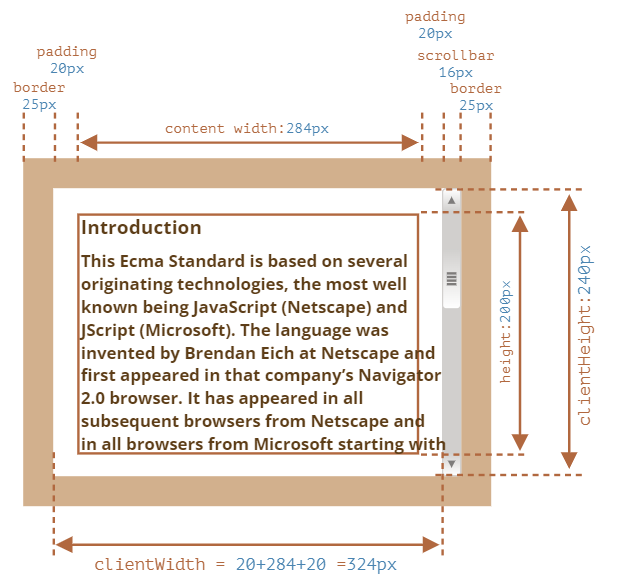 padding
20px
scrollbar
16px
border
25px
padding
20px
border
25px
content width:284px
Introduction
This Ecma Standard is based on several
originating technologies, the most well
known being JavaScript (Netscape) and
JScript (Microsoft). The language was
invented by Brendan Eich at Netscape and
first appeared in that company’s Navigator
2.0 browser. It has appeared in all
subsequent browsers from Netscape and
in all browsers from Microsoft starting with
height:200px
clientHeight:240px
clientWidth = 20+284+20 =324px